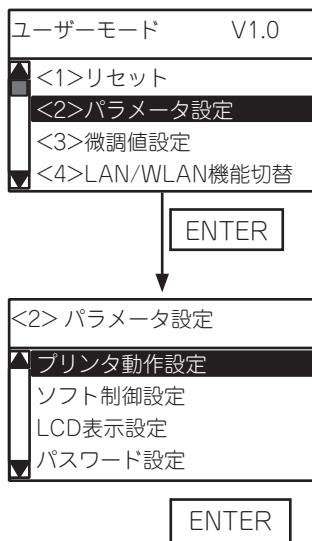 ユーザーモード V1.0
<1>リセット
<2>パラメータ設定
<3>微調値設定
<4>LAN/WLAN機能切替
ENTER
<2> パラメータ設定
プリンタ動作設定
ソフト制御設定
LCD表示設定
パスワード設定
ENTER